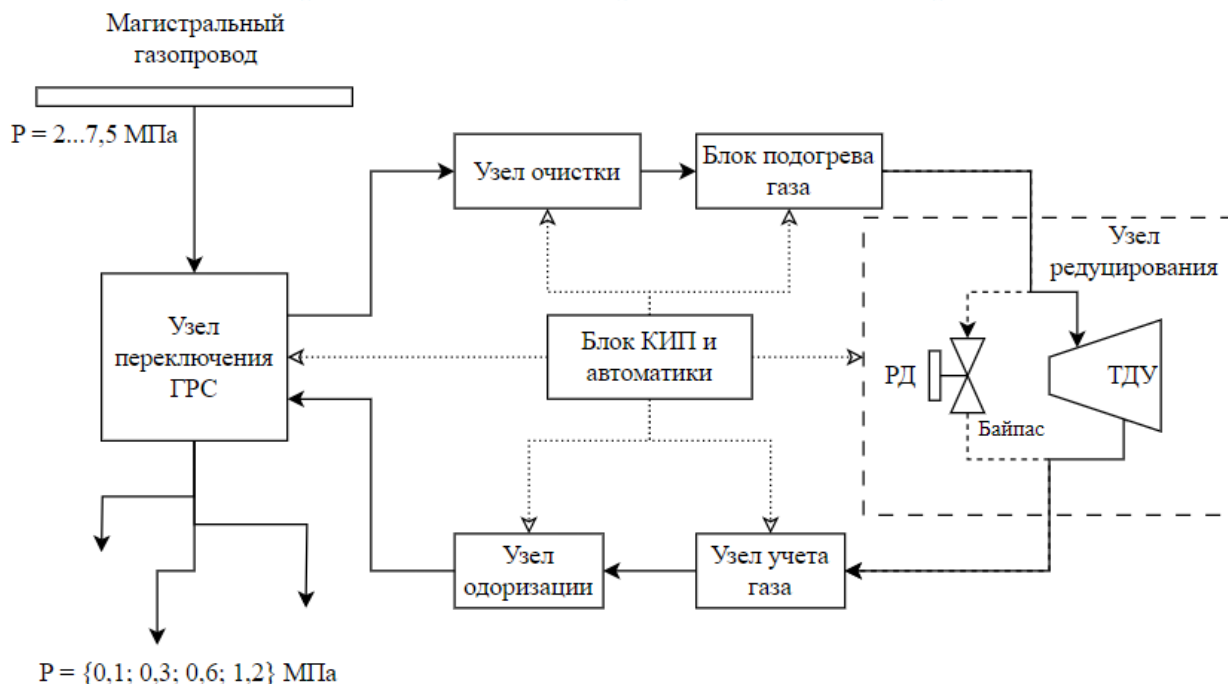 Магистральный
газопровод
P = 2...7,5 МПа
Узел очистки
Блок подогрева
газа
Узел
редуцирования
Узел
переключения
ГРС
Блок КИП и
автоматики
РД
ТДУ
Байпас
Узел
одоризации
Узел учета
газа
P = {0,1; 0,3; 0,6; 1,2} МПа